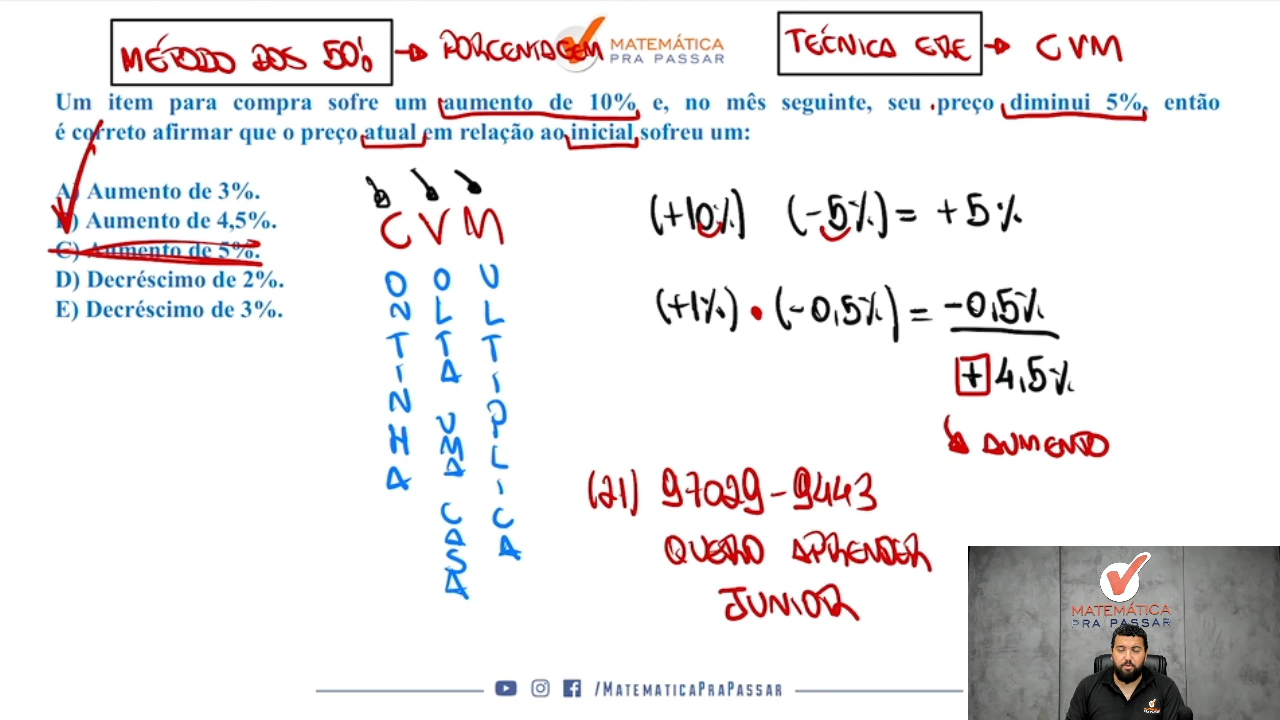 MÉTODO DOS 50% → PORCENTAGEM
MATEMÁTICA
PRA PASSAR
TÉCNICA ERE → CVM
Um item para compra sofre um aumento de 10% e, no mês seguinte, seu preço diminui 5%, então
é correto afirmar que o preço atual em relação ao inicial sofreu um:
A) Aumento de 3%.
B) Aumento de 4,5%.
C) Aumento de 5%.
D) Decréscimo de 2%.
E) Decréscimo de 3%.
CONTINHA
VOLTA UMA CASA
MULTIPLICA
(+10%) (-5%) = +5%
(+1%) • (-0,5%) = -0,5%
+4,5%
AUMENTO
(21) 97029-9443
QUERO APRENDER
JUNIOR
MATEMÁTICA
PRA PASSAR
/MATEMATICAPRAPASSAR